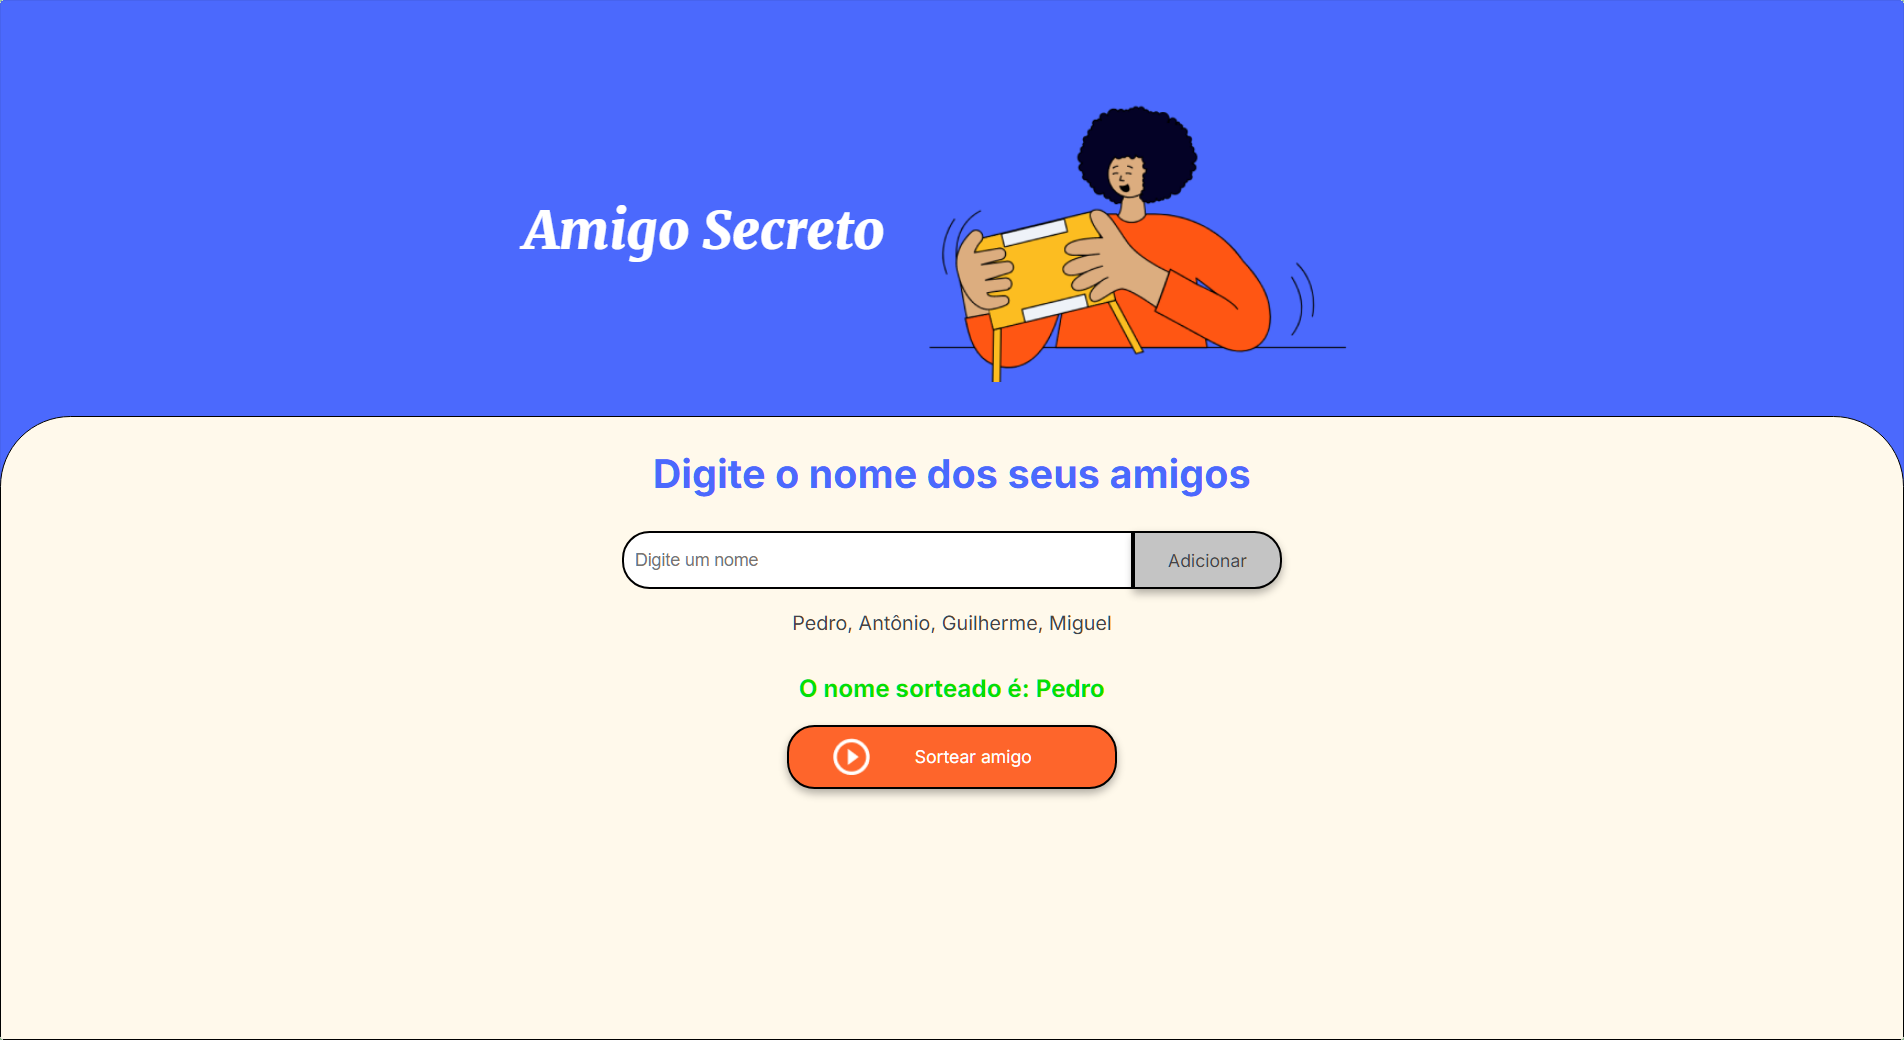 Amigo Secreto
Digite o nome dos seus amigos
Digite um nome
Adicionar
Pedro, Antônio, Guilherme, Miguel
O nome sorteado é: Pedro
Sortear amigo